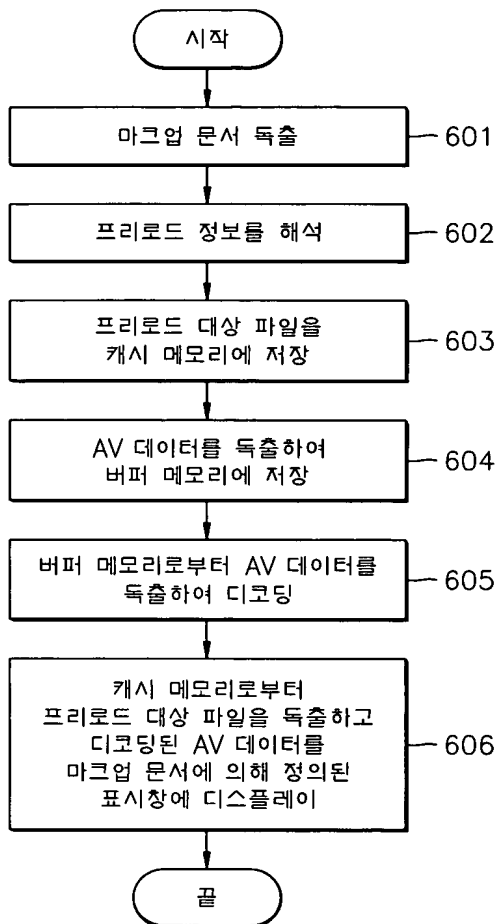 시작
마크업 문서 독출
601
프리로드 정보를 해석
602
프리로드 대상 파일을
캐시 메모리에 저장
603
AV 데이터를 독출하여
버퍼 메모리에 저장
604
버퍼 메모리로부터 AV 데이터를
독출하여 디코딩
605
캐시 메모리로부터
프리로드 대상 파일을 독출하고
디코딩된 AV 데이터를
마크업 문서에 의해 정의된
표시창에 디스플레이
606
끝